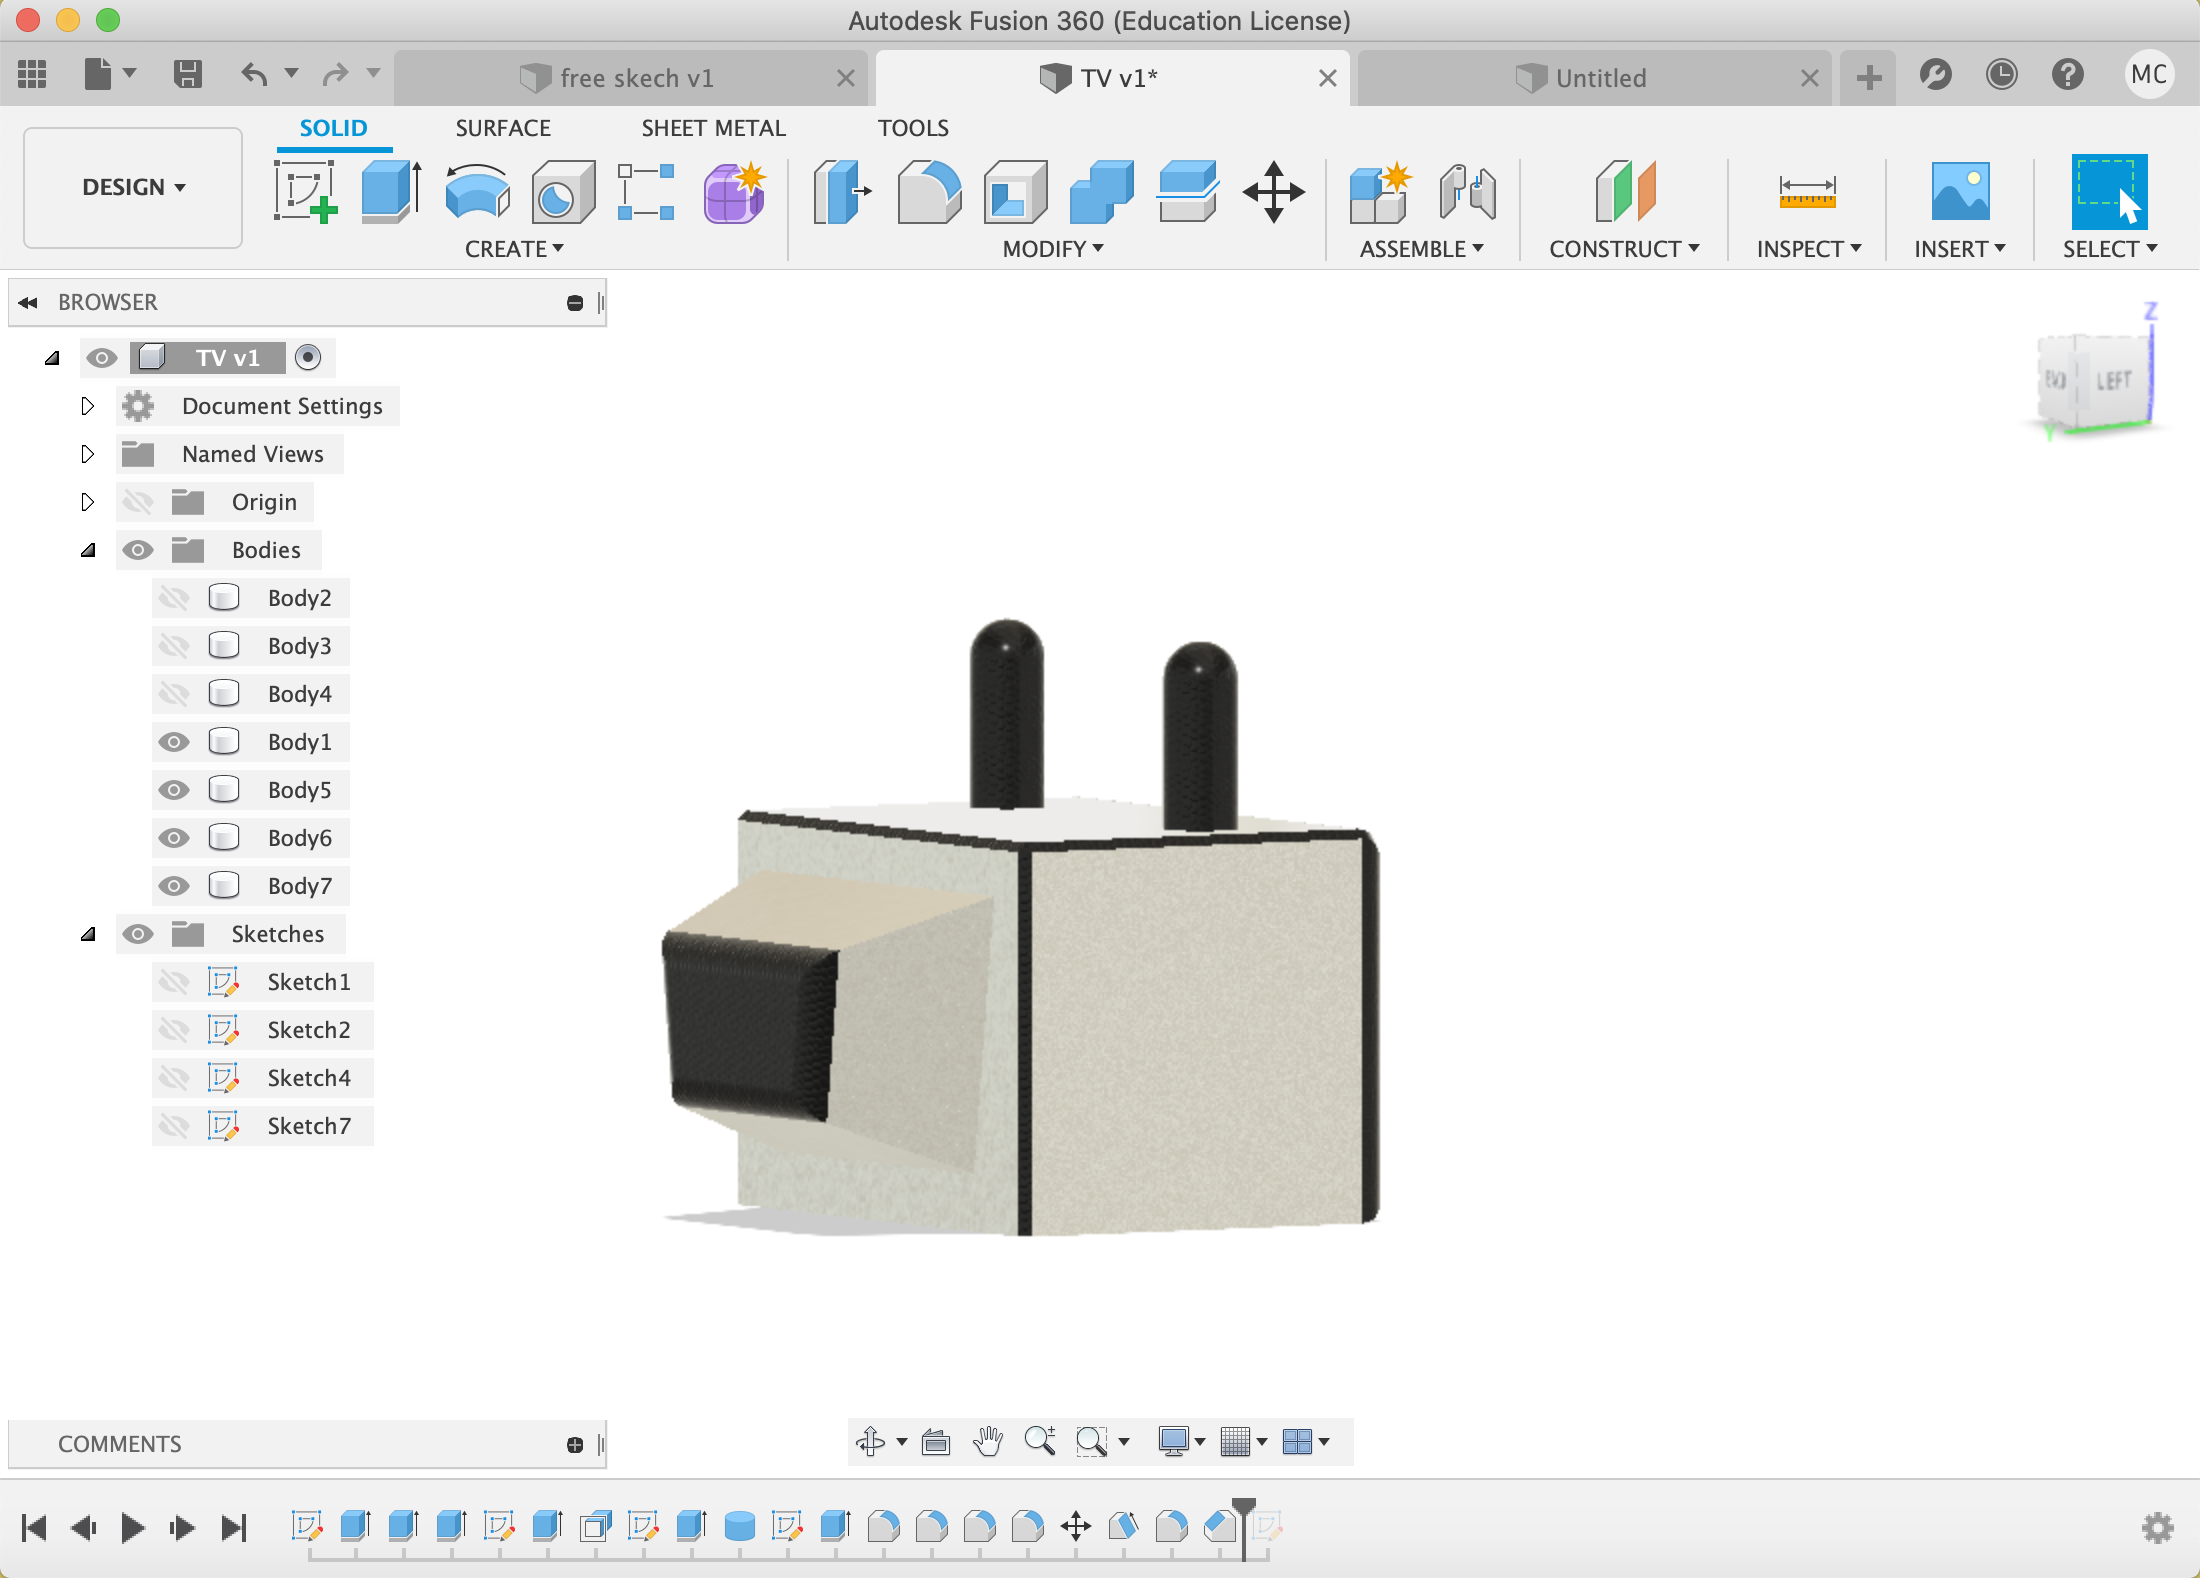 Autodesk Fusion 360 (Education License)
free skech v1
TV v1*
Untitled
MC
DESIGN
SOLID
SURFACE
SHEET METAL
TOOLS
CREATE
MODIFY
ASSEMBLE
CONSTRUCT
INSPECT
INSERT
SELECT
BROWSER
TV v1
Document Settings
Named Views
Origin
Bodies
Body2
Body3
Body4
Body1
Body5
Body6
Body7
Sketches
Sketch1
Sketch2
Sketch4
Sketch7
Z
LEFT
Y
COMMENTS